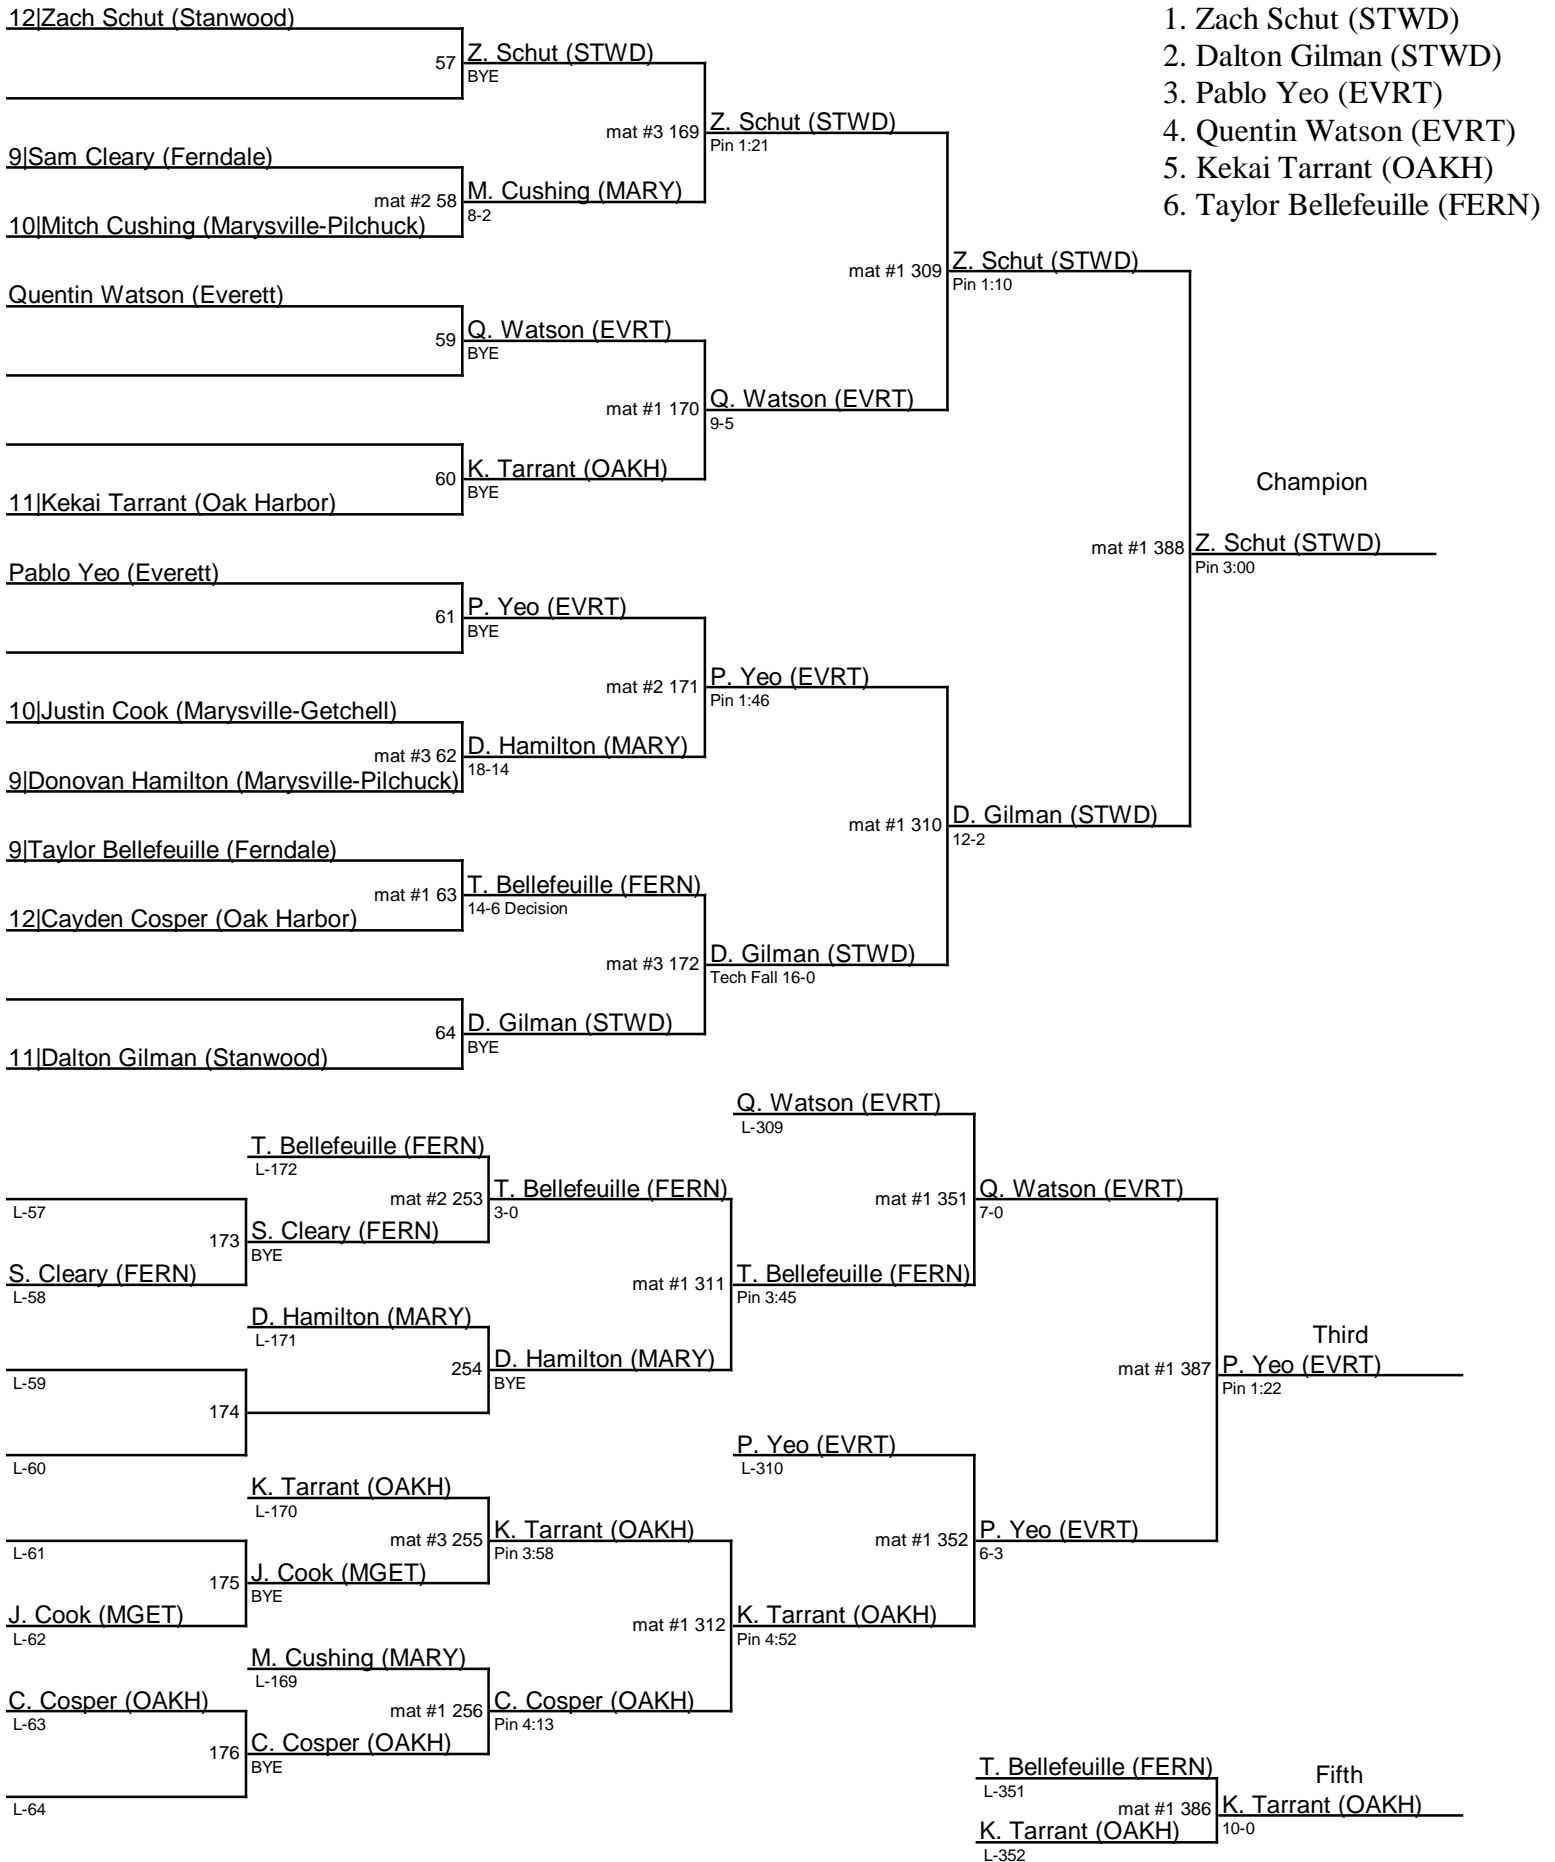 12|Zach Schut (Stanwood)
57
Z. Schut (STWD)
BYE
mat #3 169
Z. Schut (STWD)
Pin 1:21
9|Sam Cleary (Ferndale)
mat #2 58
M. Cushing (MARY)
8-2
10|Mitch Cushing (Marysville-Pilchuck)
mat #1 309
Z. Schut (STWD)
Pin 1:10
Quentin Watson (Everett)
59
Q. Watson (EVRT)
BYE
mat #1 170
Q. Watson (EVRT)
9-5
60
K. Tarrant (OAKH)
BYE
11|Kekai Tarrant (Oak Harbor)
Champion
mat #1 388
Z. Schut (STWD)
Pin 3:00
Pablo Yeo (Everett)
61
P. Yeo (EVRT)
BYE
mat #2 171
P. Yeo (EVRT)
Pin 1:46
10|Justin Cook (Marysville-Getchell)
mat #3 62
D. Hamilton (MARY)
18-14
9|Donovan Hamilton (Marysville-Pilchuck)
mat #1 310
D. Gilman (STWD)
12-2
9|Taylor Bellefeuille (Ferndale)
mat #1 63
T. Bellefeuille (FERN)
14-6 Decision
12|Cayden Cosper (Oak Harbor)
mat #3 172
D. Gilman (STWD)
Tech Fall 16-0
64
D. Gilman (STWD)
BYE
11|Dalton Gilman (Stanwood)
1. Zach Schut (STWD)
2. Dalton Gilman (STWD)
3. Pablo Yeo (EVRT)
4. Quentin Watson (EVRT)
5. Kekai Tarrant (OAKH)
6. Taylor Bellefeuille (FERN)
Q. Watson (EVRT)
L-309
T. Bellefeuille (FERN)
L-172
mat #2 253
T. Bellefeuille (FERN)
3-0
L-57
173
S. Cleary (FERN)
BYE
S. Cleary (FERN)
L-58
mat #1 351
Q. Watson (EVRT)
7-0
mat #1 311
T. Bellefeuille (FERN)
Pin 3:45
D. Hamilton (MARY)
L-171
254
D. Hamilton (MARY)
BYE
L-59
174
L-60
Third
mat #1 387
P. Yeo (EVRT)
Pin 1:22
P. Yeo (EVRT)
L-310
K. Tarrant (OAKH)
L-170
mat #3 255
K. Tarrant (OAKH)
Pin 3:58
L-61
175
J. Cook (MGET)
BYE
J. Cook (MGET)
L-62
mat #1 352
P. Yeo (EVRT)
6-3
mat #1 312
K. Tarrant (OAKH)
Pin 4:52
M. Cushing (MARY)
L-169
mat #1 256
C. Cosper (OAKH)
Pin 4:13
C. Cosper (OAKH)
L-63
176
C. Cosper (OAKH)
BYE
L-64
T. Bellefeuille (FERN)
L-351
Fifth
mat #1 386
K. Tarrant (OAKH)
10-0
K. Tarrant (OAKH)
L-352